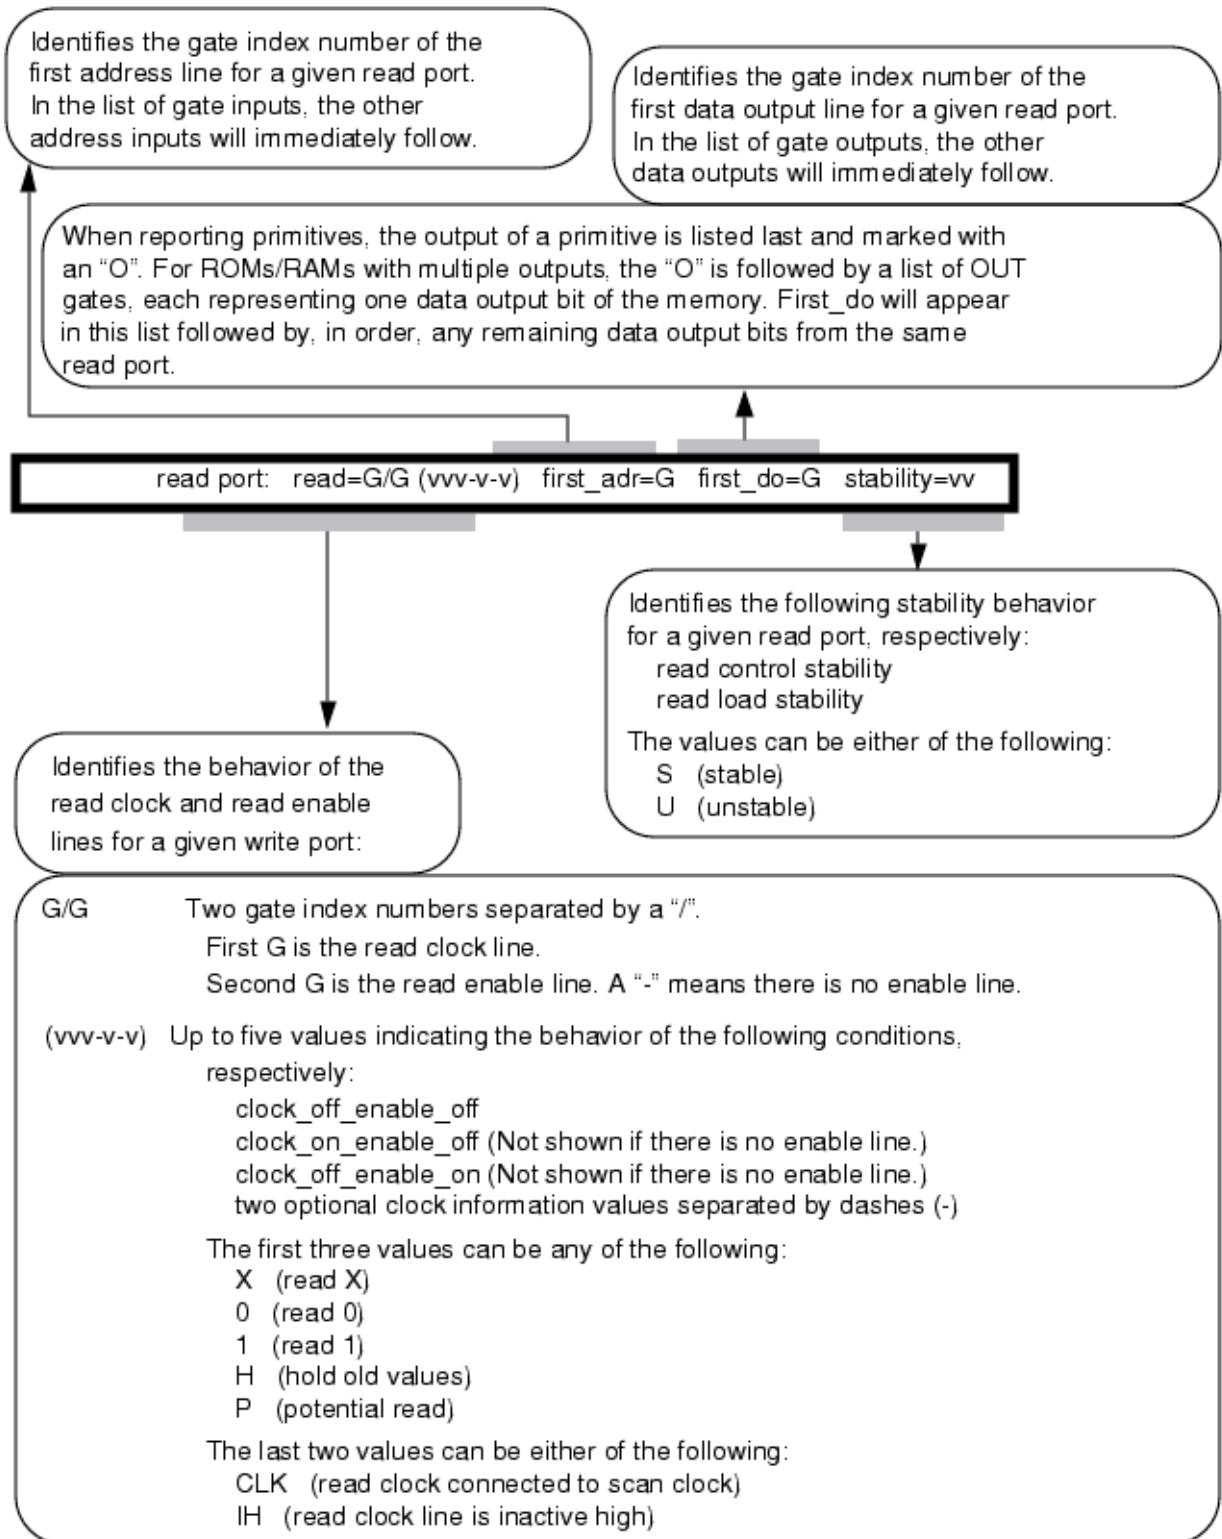 Identifies the gate index number of the
first address line for a given read port.
In the list of gate inputs, the other
address inputs will immediately follow.
Identifies the gate index number of the
first data output line for a given read port.
In the list of gate outputs, the other
data outputs will immediately follow.
When reporting primitives, the output of a primitive is listed last and marked with
an “O”. For ROMs/RAMs with multiple outputs, the “O” is followed by a list of OUT
gates, each representing one data output bit of the memory. First_do will appear
in this list followed by, in order, any remaining data output bits from the same
read port.
read port: read=G/G (vvv-v-v) first_adr=G first_do=G stability=vv
Identifies the following stability behavior
for a given read port, respectively:
read control stability
read load stability
The values can be either of the following:
S (stable)
U (unstable)
Identifies the behavior of the
read clock and read enable
lines for a given write port:
G/G Two gate index numbers separated by a “/”.
First G is the read clock line.
Second G is the read enable line. A “-” means there is no enable line.
(vvv-v-v) Up to five values indicating the behavior of the following conditions,
respectively:
clock_off_enable_off
clock_on_enable_off (Not shown if there is no enable line.)
clock_off_enable_on (Not shown if there is no enable line.)
two optional clock information values separated by dashes (-)
The first three values can be any of the following:
X (read X)
0 (read 0)
1 (read 1)
H (hold old values)
P (potential read)
The last two values can be either of the following:
CLK (read clock connected to scan clock)
IH (read clock line is inactive high)